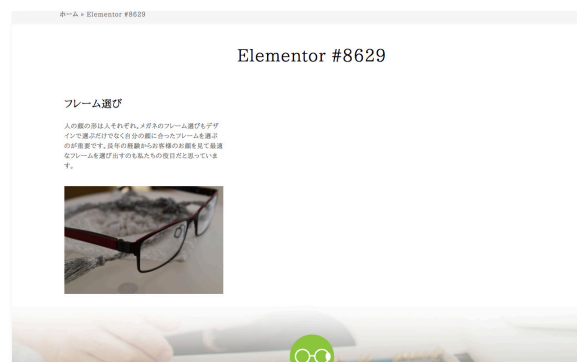 ホーム » Elementor #8629
Elementor #8629
フレーム選び
人の顔の形は人それぞれ。メガネのフレーム選びもデザ
インで選ぶだけでなく自分の顔に合ったフレームを選ぶ
のが重要です。長年の経験からお客様のお顔を見て最適
なフレームを選び出すのも私たちの役目だと思っていま
す。